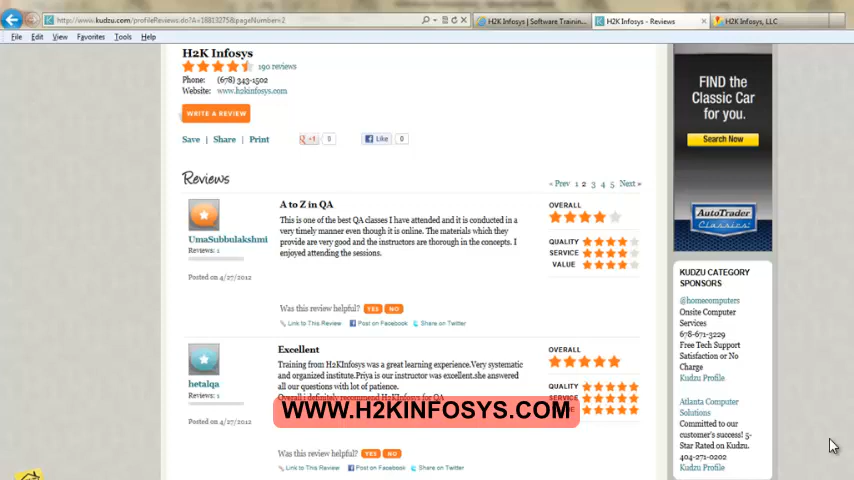 http://www.kudzu.com/profileReviews.do?A=18813275&pageNumber=2
H2K Infosys | Software Trainin...
H2K Infosys - Reviews
H2K Infosys, LLC
File Edit View Favorites Tools Help
H2K Infosys
190 reviews
Phone: (678) 343-1502
Website: www.h2kinfosys.com
WRITE A REVIEW
Save | Share | Print
+1 0 Like 0
Reviews
« Prev 1 2 3 4 5 Next »
A to Z in QA
This is one of the best QA classes I have attended and it is conducted in a
very timely manner even though it is online. The materials which they
provide are very good and the instructors are thorough in the concepts. I
enjoyed attending the sessions.
UmaSubbulakshmi
Reviews: 1
Posted on 4/27/2012
OVERALL
QUALITY
SERVICE
VALUE
Was this review helpful? YES NO
Link to This Review Post on Facebook Share on Twitter
Excellent
Training from H2KInfosys was a great learning experience.Very systematic
and organized institute.Priya is our instructor was excellent.she answered
all our questions with lot of patience.
Overall i definitely recommend H2KInfosys for QA
hetalqa
Reviews: 1
Posted on 4/27/2012
OVERALL
QUALITY
SERVICE
WWW.H2KINFOSYS.COM
Was this review helpful? YES NO
Link to This Review Post on Facebook Share on Twitter
FIND the
Classic Car
for you.
Search Now
AutoTrader
Classics
KUDZU CATEGORY
SPONSORS
@homecomputers
Onsite Computer
Services
678-671-3229
Free Tech Support
Satisfaction or No
Charge
Kudzu Profile
Atlanta Computer
Solutions
Committed to our
customer's success! 5-
Star Rated on Kudzu.
404-271-0202
Kudzu Profile